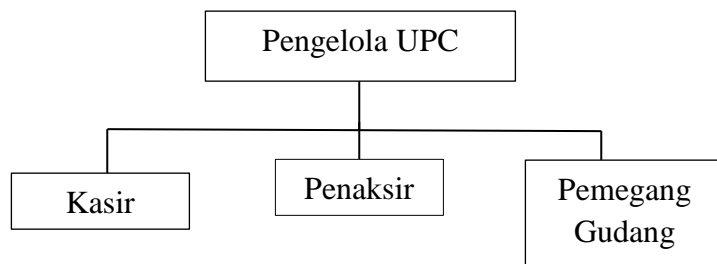 Pengelola UPC
Kasir
Penaksir
Pemegang
Gudang